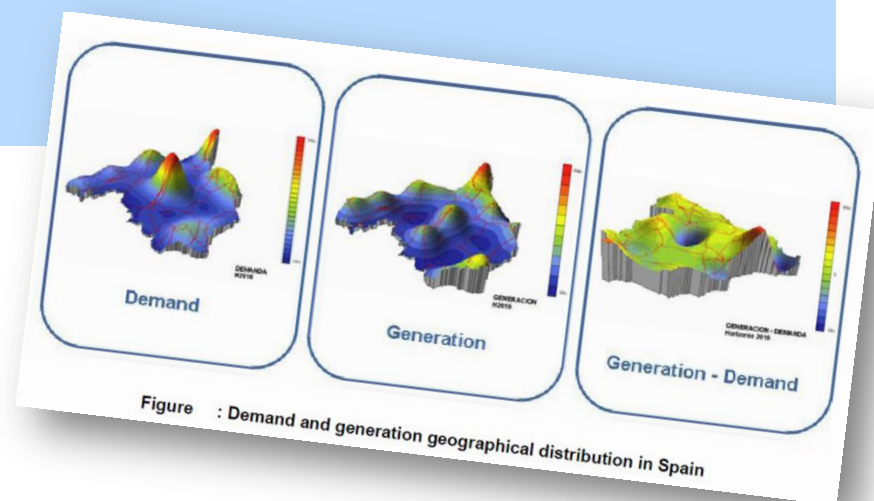 DEMANDA
H2016
Demand
GENERACION
H2016
Generation
GENERACION - DEMANDA
Horizonte 2016
Generation - Demand
Figure : Demand and generation geographical distribution in Spain